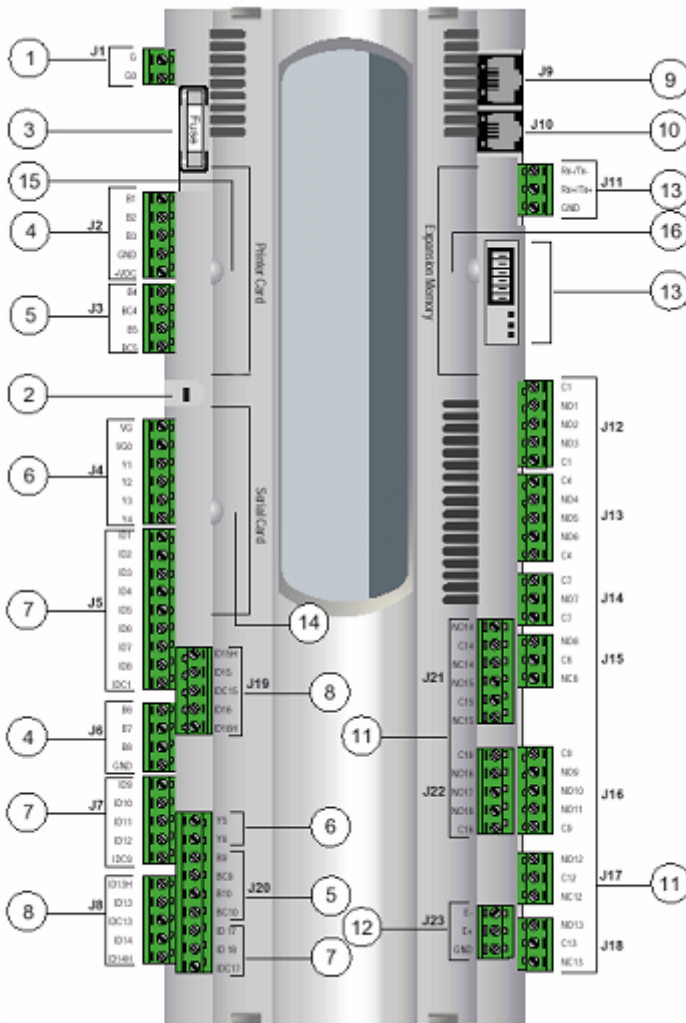 1
J1
G
G0
3
Fuse
15
4
J2
B1
B2
B3
GND
+VDC
5
J3
B4
BC4
B5
BC5
2
6
J4
VG
VG0
Y1
Y2
Y3
Y4
7
J5
ID1
ID2
ID3
ID4
ID5
ID6
ID7
ID8
IDC1
4
J6
B6
B7
B8
GND
7
J7
ID9
ID10
ID11
ID12
IDC9
8
J8
ID13H
ID13
IDC13
ID14
ID14H
Printer Card
Serial Card
14
ID15H
ID15
IDC15
ID16
ID16H
J19
8
Y5
Y6
6
B9
BC9
B10
BC10
J20
5
ID17
ID18
IDC17
7
Expansion Memory
J9
9
J10
10
Rx-/Tx-
Rx+/Tx+
GND
J11
13
16
13
C1
NO1
NO2
NO3
C1
J12
C4
NO4
NO5
NO6
C4
J13
C7
NO7
C7
J14
NO8
C8
NC8
J15
J21
NO14
C14
NC14
NO15
C15
NC15
11
J22
C16
NO16
NO17
NO18
C16
C9
NO9
NO10
NO11
C9
J16
NO12
C12
NC12
J17
11
12
J23
E-
E+
GND
NO13
C13
NC13
J18